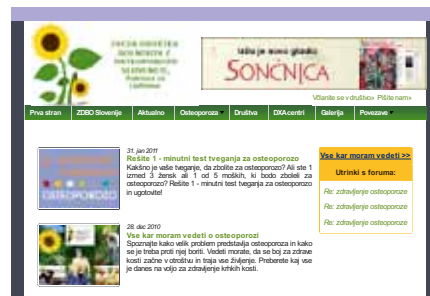 Izšlo je novo glasilo
SONČNICA
Včlanite se v društvo» Pišite nam»
Prva stran ZDBO Slovenije Aktualno Osteoporoza Društva DXA centri Galerija Povezave
31. jan 2011
Rešite 1 - minutni test tveganja za osteoporozo
Kakšno je vaše tveganje, da zbolite za osteoporozo? Ali ste 1
izmed 3 žensk ali 1 od 5 moških, ki bodo zboleli za
osteoporozo? Rešite 1 - minutni test tveganja za osteoporozo
in ugotovite!
OSTEOPOROZO
Vse kar moram vedeti >>
Utrinki s foruma:
Re: zdravljenje osteoporoze
Re: zdravljenje osteoporoze
Re: zdravljenje osteoporoze
28. dec 2010
Vse kar moram vedeti o osteoporozi
Spoznajte kako velik problem predstavlja osteoporoza in kako
se je treba proti njej boriti. Vedeti morate, da se boj za zdrave
kosti začne v otroštvu in traja vse življenje. Preberete kaj vse
je danes na voljo za zdravljenje krhkih kosti.